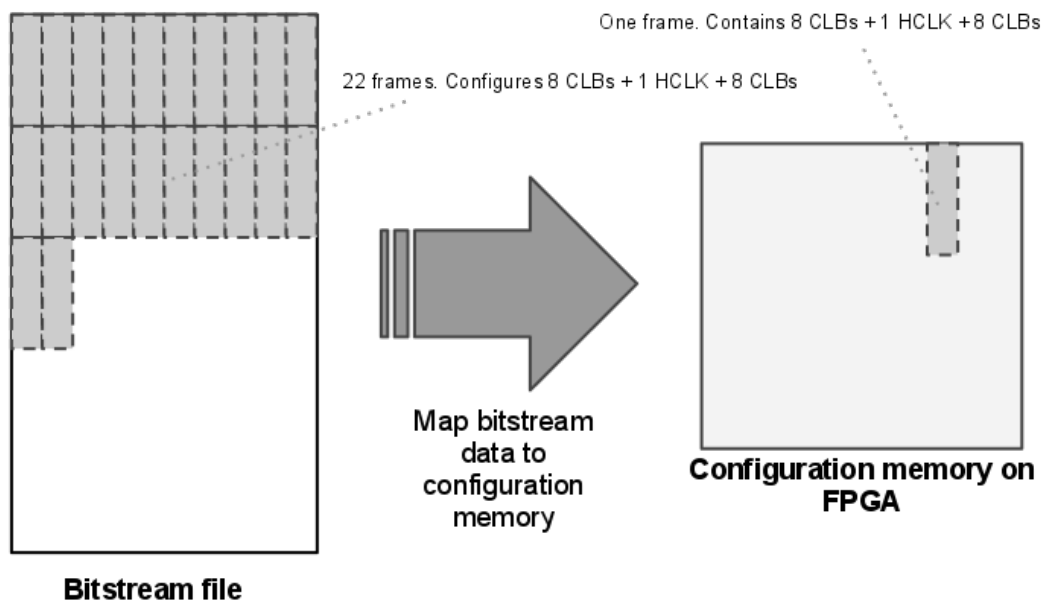 One frame. Contains 8 CLBs + 1 HCLK + 8 CLBs
22 frames. Configures 8 CLBs + 1 HCLK + 8 CLBs
Map bitstream
data to
configuration
memory
Configuration memory on
FPGA
Bitstream file